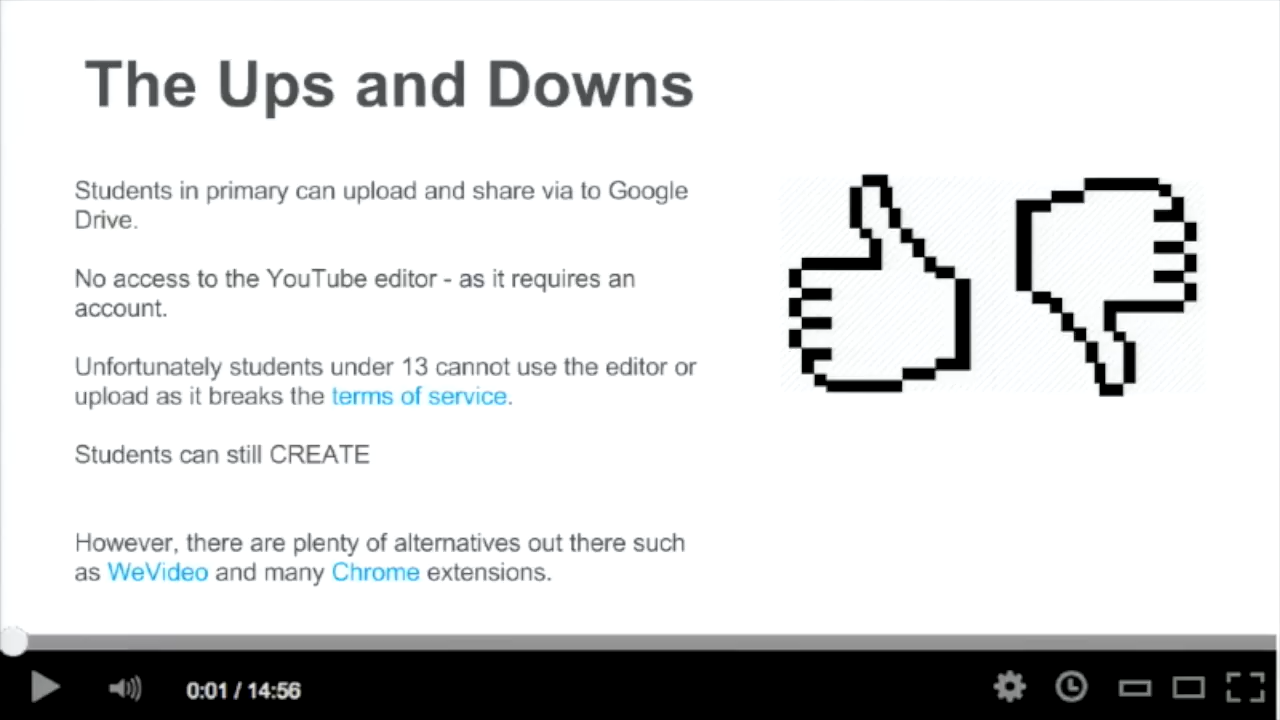 The Ups and Downs
Students in primary can upload and share via to Google
Drive.
No access to the YouTube editor - as it requires an
account.
Unfortunately students under 13 cannot use the editor or
upload as it breaks the terms of service.
Students can still CREATE
However, there are plenty of alternatives out there such
as WeVideo and many Chrome extensions.
0:01 / 14:56